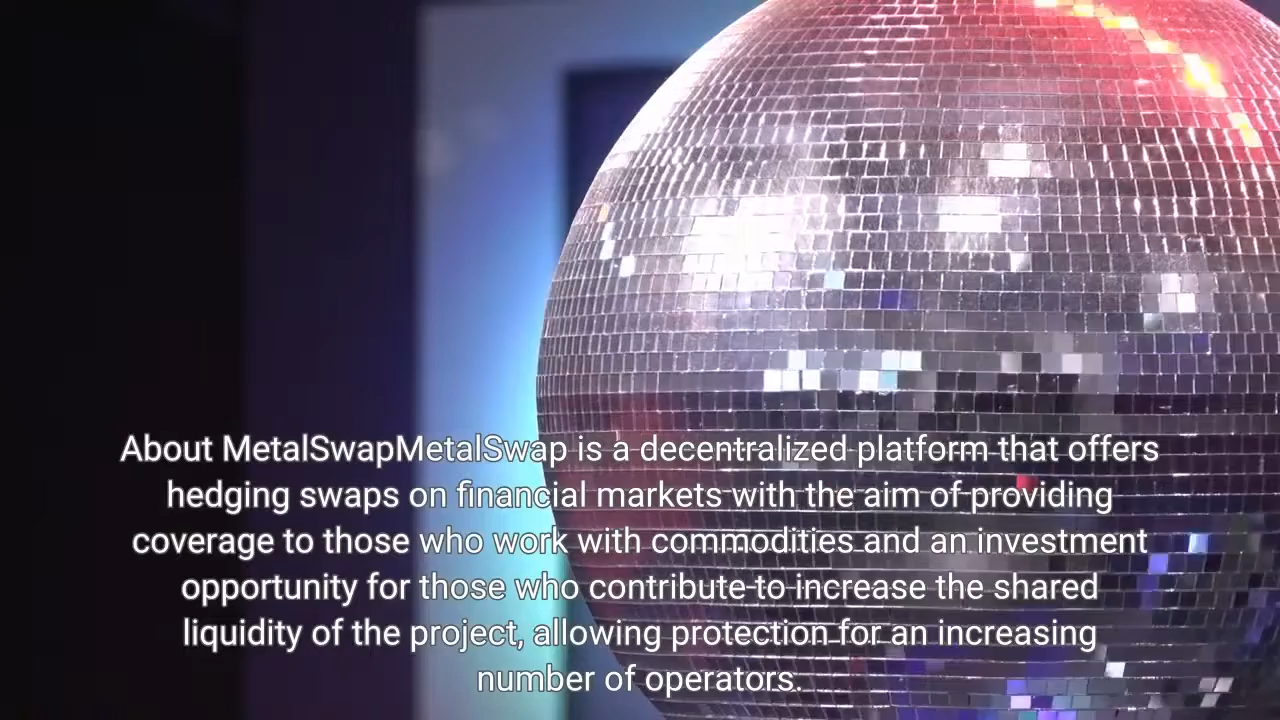 About MetalSwapMetalSwap is a decentralized platform that offers
hedging swaps on financial markets with the aim of providing
coverage to those who work with commodities and an investment
opportunity for those who contribute to increase the shared
liquidity of the project, allowing protection for an increasing
number of operators.